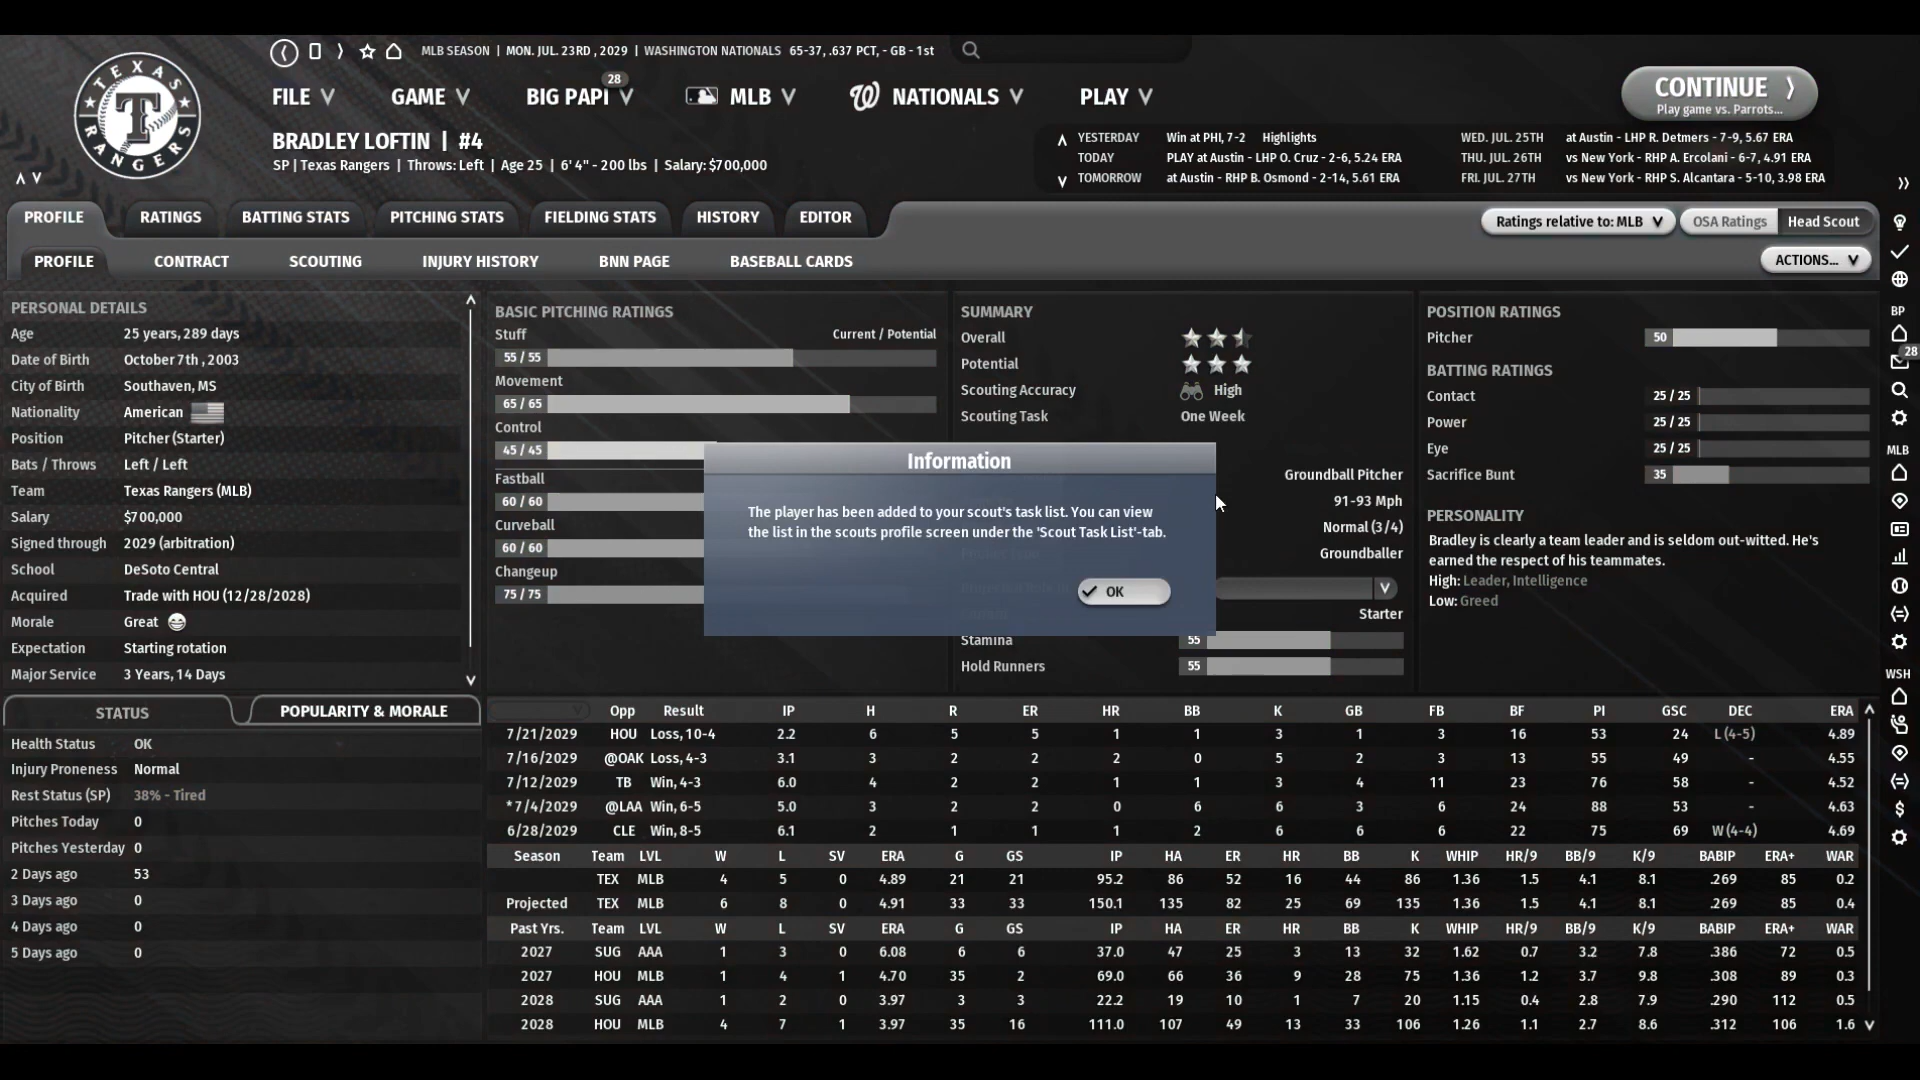 MLB SEASON | MON. JUL. 23RD , 2029 | WASHINGTON NATIONALS 65-37, .637 PCT, - GB - 1st
TEXAS RANGERS
FILE GAME BIG PAPI 28 MLB NATIONALS PLAY
CONTINUE
Play game vs. Parrots...
BRADLEY LOFTIN | #4
SP | Texas Rangers | Throws: Left | Age 25 | 6' 4" - 200 lbs | Salary: $700,000
YESTERDAY Win at PHI, 7-2 Highlights WED. JUL. 25TH at Austin - LHP R. Detmers - 7-9, 5.67 ERA
TODAY PLAY at Austin - LHP O. Cruz - 2-6, 5.24 ERA THU. JUL. 26TH vs New York - RHP A. Ercolani - 6-7, 4.91 ERA
TOMORROW at Austin - RHP B. Osmond - 2-14, 5.61 ERA FRI. JUL. 27TH vs New York - RHP S. Alcantara - 5-10, 3.98 ERA
PROFILE RATINGS BATTING STATS PITCHING STATS FIELDING STATS HISTORY EDITOR
Ratings relative to: MLB OSA Ratings Head Scout
PROFILE CONTRACT SCOUTING INJURY HISTORY BNN PAGE BASEBALL CARDS ACTIONS...
PERSONAL DETAILS
Age 25 years, 289 days
Date of Birth October 7th , 2003
City of Birth Southaven, MS
Nationality American
Position Pitcher (Starter)
Bats / Throws Left / Left
Team Texas Rangers (MLB)
Salary $700,000
Signed through 2029 (arbitration)
School DeSoto Central
Acquired Trade with HOU (12/28/2028)
Morale Great
Expectation Starting rotation
Major Service 3 Years, 14 Days
BASIC PITCHING RATINGS
Stuff Current / Potential
55 / 55
Movement
65 / 65
Control
45 / 45
Fastball
60 / 60
Curveball
60 / 60
Changeup
75 / 75
SUMMARY
Overall
Potential
Scouting Accuracy High
Scouting Task One Week
Groundball Pitcher
91-93 Mph
Normal (3/4)
Groundballer
Starter
Stamina 55
Hold Runners 55
Information
The player has been added to your scout's task list. You can view
the list in the scouts profile screen under the 'Scout Task List'-tab.
OK
POSITION RATINGS
Pitcher 50
BATTING RATINGS
Contact 25 / 25
Power 25 / 25
Eye 25 / 25
Sacrifice Bunt 35
PERSONALITY
Bradley is clearly a team leader and is seldom out-witted. He's
earned the respect of his teammates.
High: Leader, Intelligence
Low: Greed
BP
28
MLB
WSH
STATUS POPULARITY & MORALE
Health Status OK
Injury Proneness Normal
Rest Status (SP) 38% - Tired
Pitches Today 0
Pitches Yesterday 0
2 Days ago 53
3 Days ago 0
4 Days ago 0
5 Days ago 0
Opp Result IP H R ER HR BB K GB FB BF PI GSC DEC ERA
7/21/2029 HOU Loss, 10-4 2.2 6 5 5 1 1 3 1 3 16 53 24 L (4-5) 4.89
7/16/2029 @OAK Loss, 4-3 3.1 3 2 2 2 0 5 2 3 13 55 49 - 4.55
7/12/2029 TB Win, 4-3 6.0 4 2 2 1 1 3 4 11 23 76 58 - 4.52
*7/4/2029 @LAA Win, 6-5 5.0 3 2 2 0 6 6 3 6 24 88 53 - 4.63
6/28/2029 CLE Win, 8-5 6.1 2 1 1 1 2 6 6 6 22 75 69 W (4-4) 4.69
Season Team LVL W L SV ERA G GS IP HA ER HR BB K WHIP HR/9 BB/9 K/9 BABIP ERA+ WAR
TEX MLB 4 5 0 4.89 21 21 95.2 86 52 16 44 86 1.36 1.5 4.1 8.1 .269 85 0.2
Projected TEX MLB 6 8 0 4.91 33 33 150.1 135 82 25 69 135 1.36 1.5 4.1 8.1 .269 85 0.4
Past Yrs. Team LVL W L SV ERA G GS IP HA ER HR BB K WHIP HR/9 BB/9 K/9 BABIP ERA+ WAR
2027 SUG AAA 1 3 0 6.08 6 6 37.0 47 25 3 13 32 1.62 0.7 3.2 7.8 .386 72 0.5
2027 HOU MLB 1 4 1 4.70 35 2 69.0 66 36 9 28 75 1.36 1.2 3.7 9.8 .308 89 0.3
2028 SUG AAA 1 2 0 3.97 3 3 22.2 19 10 1 7 20 1.15 0.4 2.8 7.9 .290 112 0.5
2028 HOU MLB 4 7 1 3.97 35 16 111.0 107 49 13 33 106 1.26 1.1 2.7 8.6 .312 106 1.6